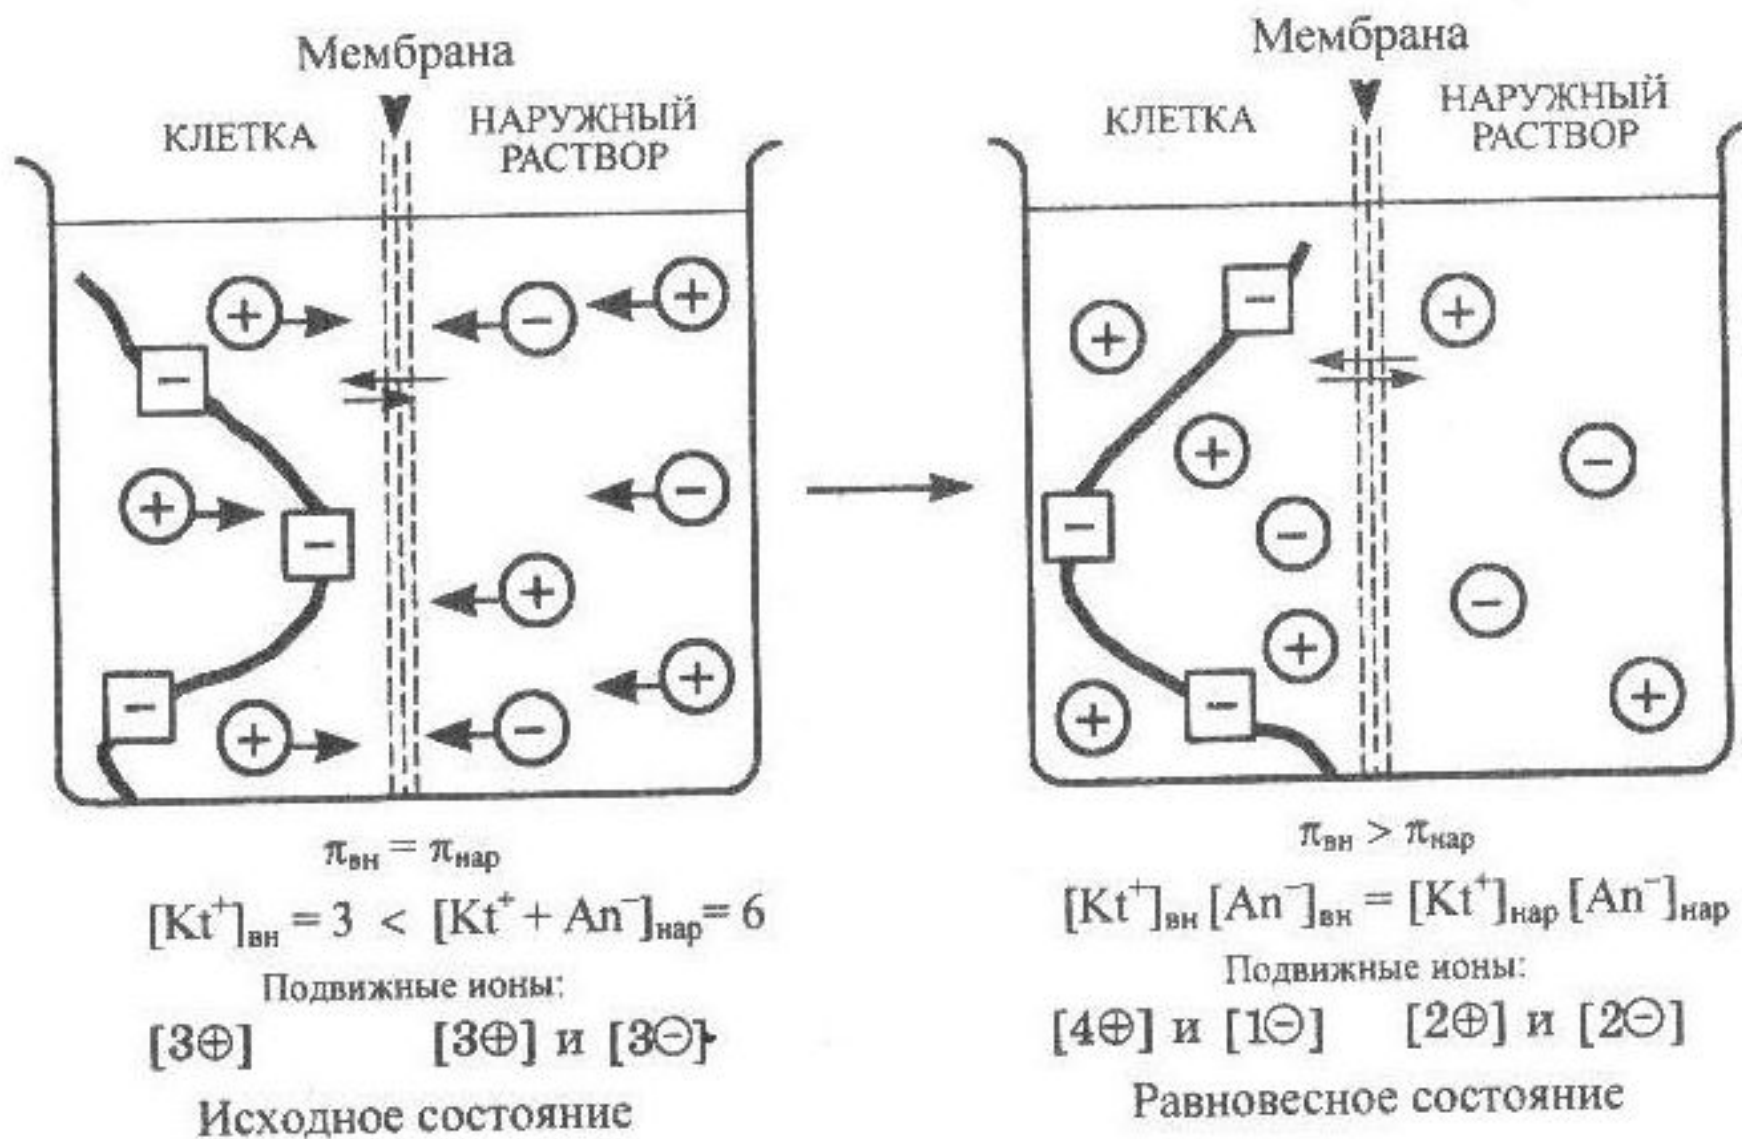 Мембрана
КЛЕТКА
НАРУЖНЫЙ
РАСТВОР
π_вн = π_нар
[Kt⁺]_вн = 3 < [Kt⁺ + An⁻]_нар = 6
Подвижные ионы:
[3⊕] [3⊕] и [3⊖]
Исходное состояние
Мембрана
КЛЕТКА
НАРУЖНЫЙ
РАСТВОР
π_вн > π_нар
[Kt⁺]_вн [An⁻]_вн = [Kt⁺]_нар [An⁻]_нар
Подвижные ионы:
[4⊕] и [1⊖] [2⊕] и [2⊖]
Равновесное состояние